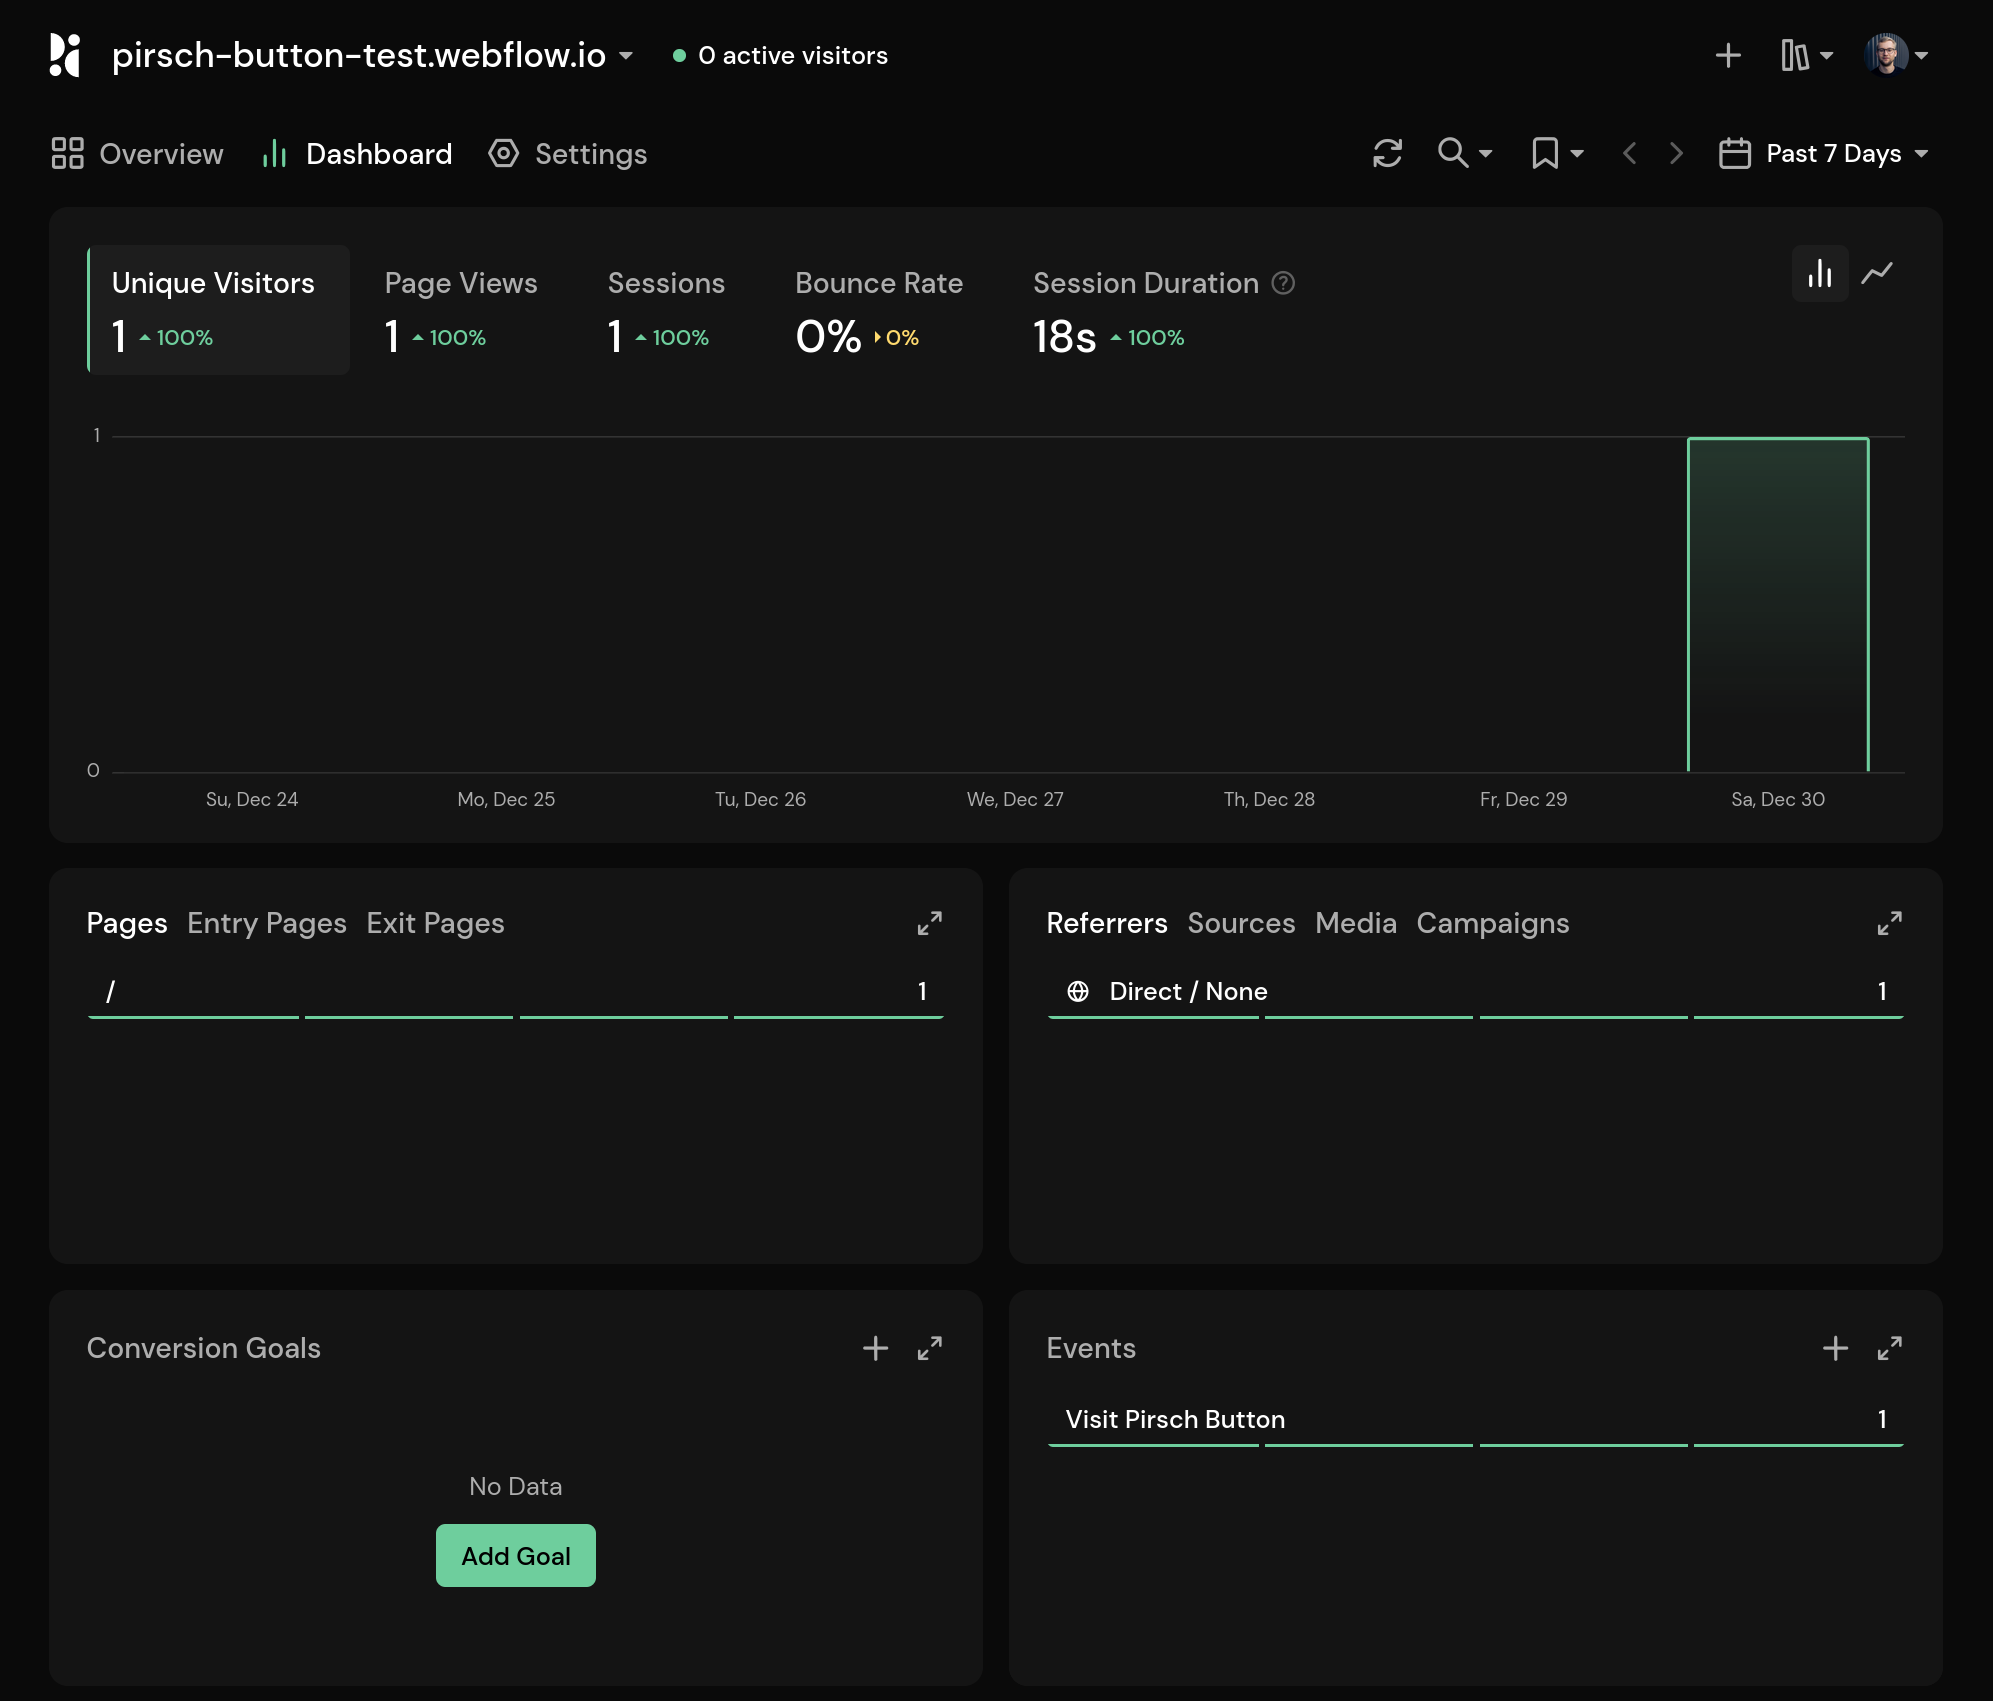 pirsch-button-test.webflow.io
0 active visitors
Overview
Dashboard
Settings
Past 7 Days
Unique Visitors
1 100%
Page Views
1 100%
Sessions
1 100%
Bounce Rate
0% 0%
Session Duration ?
18s 100%
1
0
Su, Dec 24
Mo, Dec 25
Tu, Dec 26
We, Dec 27
Th, Dec 28
Fr, Dec 29
Sa, Dec 30
Pages Entry Pages Exit Pages
/ 1
Referrers Sources Media Campaigns
Direct / None 1
Conversion Goals
No Data
Add Goal
Events
Visit Pirsch Button 1